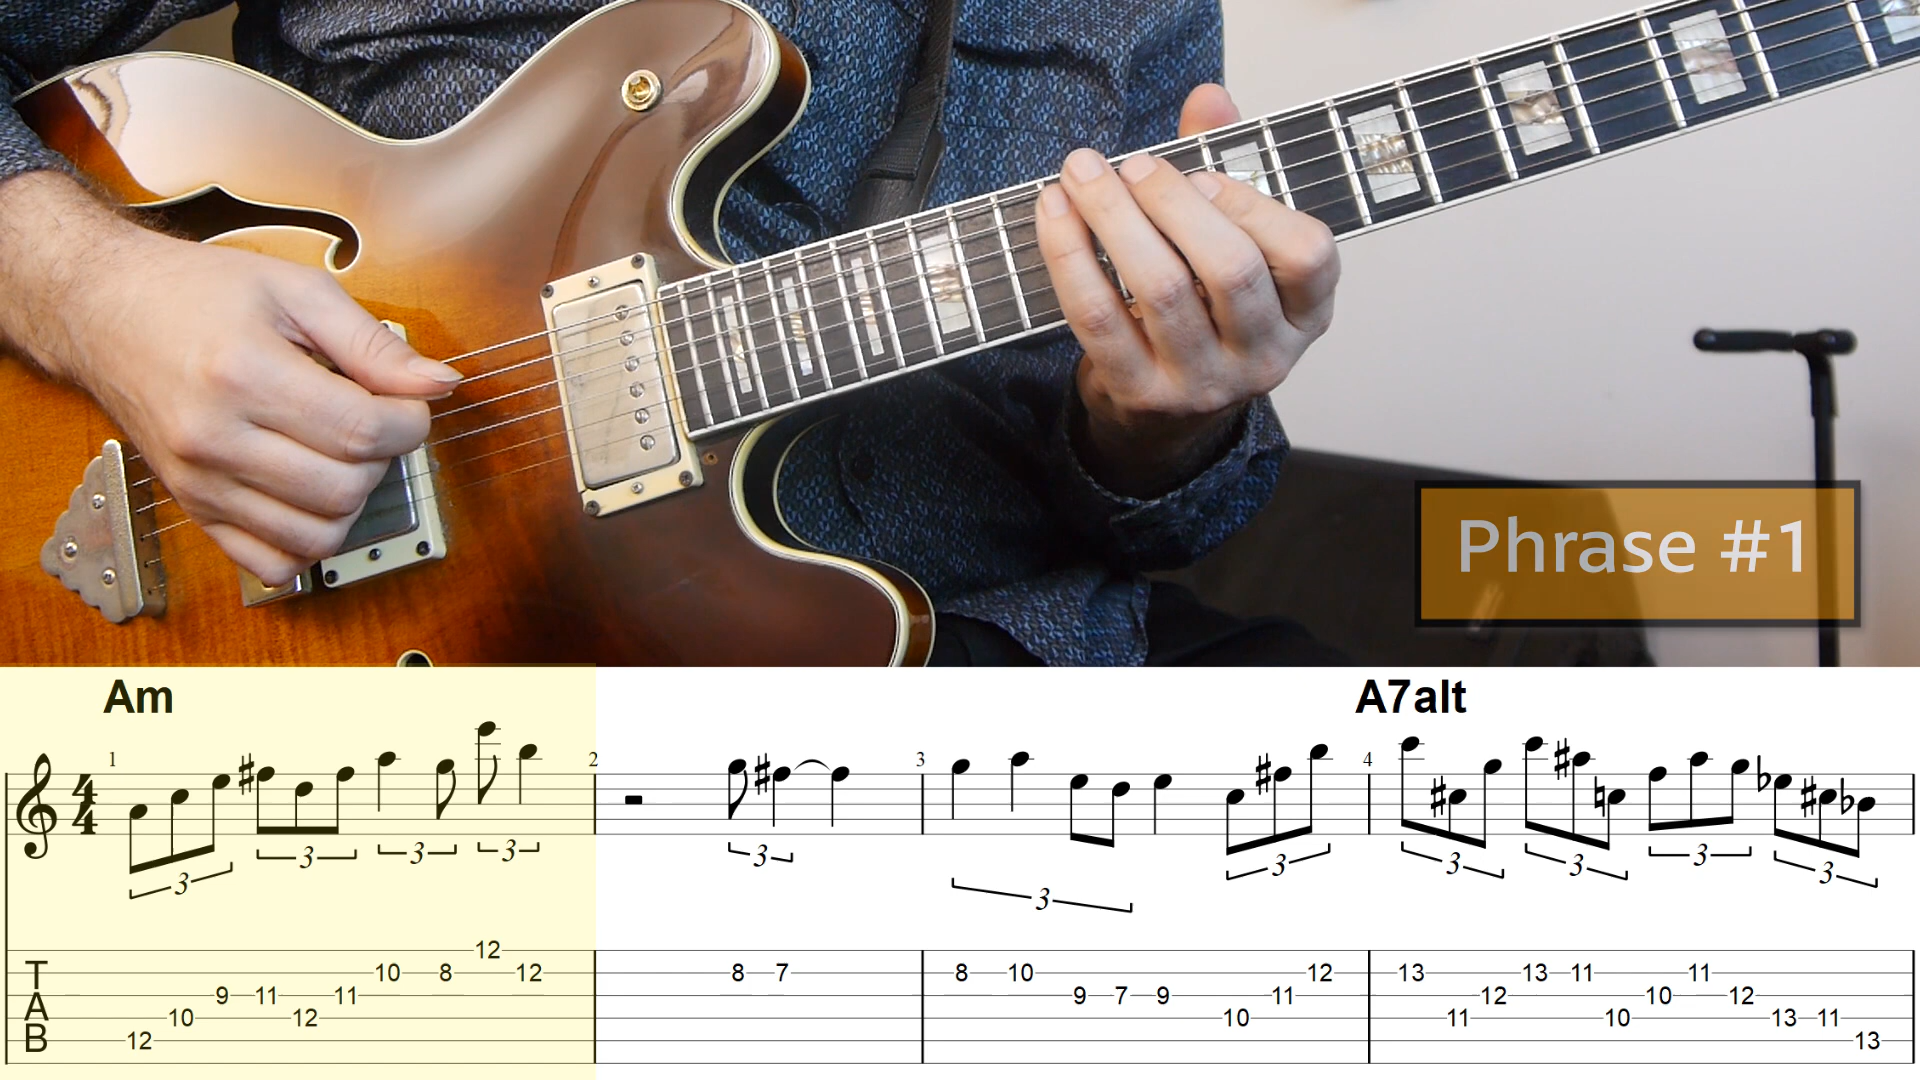 Phrase #1
Am A7alt
1 2 3 4
4
4
3 3 3 3 3 3 3 3 3 3 3
T
A
B
12
10 8 12 8 7 8 10 12 13 13 11 11
9 11 11 9 7 9 11 12 10 12
10 12 10 11 10 13 11
12 13